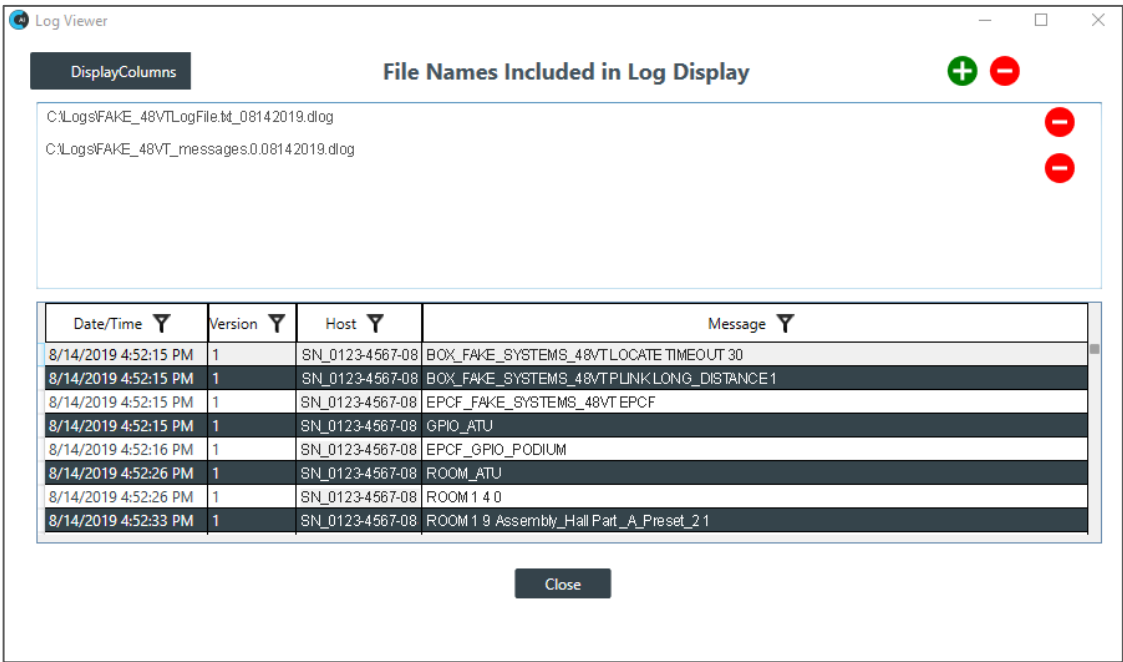 Log Viewer
DisplayColumns File Names Included in Log Display
C:\Logs\FAKE_48VTLogFile.txt_08142019.dlog
C:\Logs\FAKE_48VT_messages.0.08142019.dlog
Date/Time Version Host Message
8/14/2019 4:52:15 PM 1 SN_0123-4567-08 BOX_FAKE_SYSTEMS_48VT LOCATE TIMEOUT 30
8/14/2019 4:52:15 PM 1 SN_0123-4567-08 BOX_FAKE_SYSTEMS_48VT PLINK LONG_DISTANCE 1
8/14/2019 4:52:15 PM 1 SN_0123-4567-08 EPCF_FAKE_SYSTEMS_48VT EPCF
8/14/2019 4:52:15 PM 1 SN_0123-4567-08 GPIO_ATU
8/14/2019 4:52:16 PM 1 SN_0123-4567-08 EPCF_GPIO_PODIUM
8/14/2019 4:52:26 PM 1 SN_0123-4567-08 ROOM_ATU
8/14/2019 4:52:26 PM 1 SN_0123-4567-08 ROOM 1 4 0
8/14/2019 4:52:33 PM 1 SN_0123-4567-08 ROOM 1 9 Assembly_Hall Part_A_Preset_2 1
Close